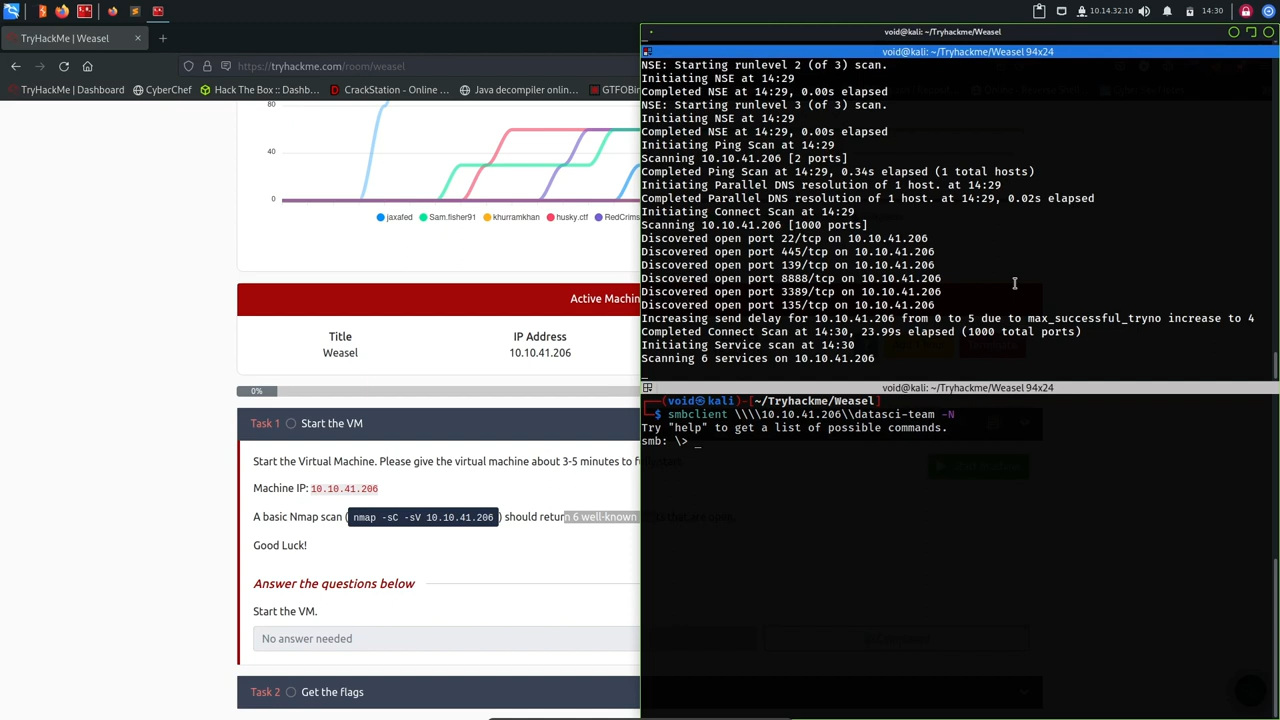 10.14.32.10
14:30
TryHackMe | Weasel
https://tryhackme.com/room/weasel
TryHackMe | Dashboard
CyberChef
Hack The Box :: Dashb...
CrackStation - Online ...
Java decompiler onlin...
GTFOBin
80
40
0
jaxafed
Sam.fisher91
khurramkhan
husky.ctf
RedCrims
Active Machin
Title
IP Address
Weasel
10.10.41.206
0%
Task 1
Start the VM
Start the Virtual Machine. Please give the virtual machine about 3-5 minutes to f
Machine IP: 10.10.41.206
A basic Nmap scan ( nmap -sC -sV 10.10.41.206 ) should return 6 well-known
Good Luck!
Answer the questions below
Start the VM.
No answer needed
Task 2
Get the flags
void@kali: ~/Tryhackme/Weasel
void@kali: ~/Tryhackme/Weasel 94x24
NSE: Starting runlevel 2 (of 3) scan.
Initiating NSE at 14:29
Completed NSE at 14:29, 0.00s elapsed
NSE: Starting runlevel 3 (of 3) scan.
Initiating NSE at 14:29
Completed NSE at 14:29, 0.00s elapsed
Initiating Ping Scan at 14:29
Scanning 10.10.41.206 [2 ports]
Completed Ping Scan at 14:29, 0.34s elapsed (1 total hosts)
Initiating Parallel DNS resolution of 1 host. at 14:29
Completed Parallel DNS resolution of 1 host. at 14:29, 0.02s elapsed
Initiating Connect Scan at 14:29
Scanning 10.10.41.206 [1000 ports]
Discovered open port 22/tcp on 10.10.41.206
Discovered open port 445/tcp on 10.10.41.206
Discovered open port 139/tcp on 10.10.41.206
Discovered open port 8888/tcp on 10.10.41.206
Discovered open port 3389/tcp on 10.10.41.206
Discovered open port 135/tcp on 10.10.41.206
Increasing send delay for 10.10.41.206 from 0 to 5 due to max_successful_tryno increase to 4
Completed Connect Scan at 14:30, 23.99s elapsed (1000 total ports)
Initiating Service scan at 14:30
Scanning 6 services on 10.10.41.206
void@kali: ~/Tryhackme/Weasel 94x24
┌──(void㉿kali)-[~/Tryhackme/Weasel]
└─$ smbclient \\\\10.10.41.206\\datasci-team -N
Try "help" to get a list of possible commands.
smb: \> _